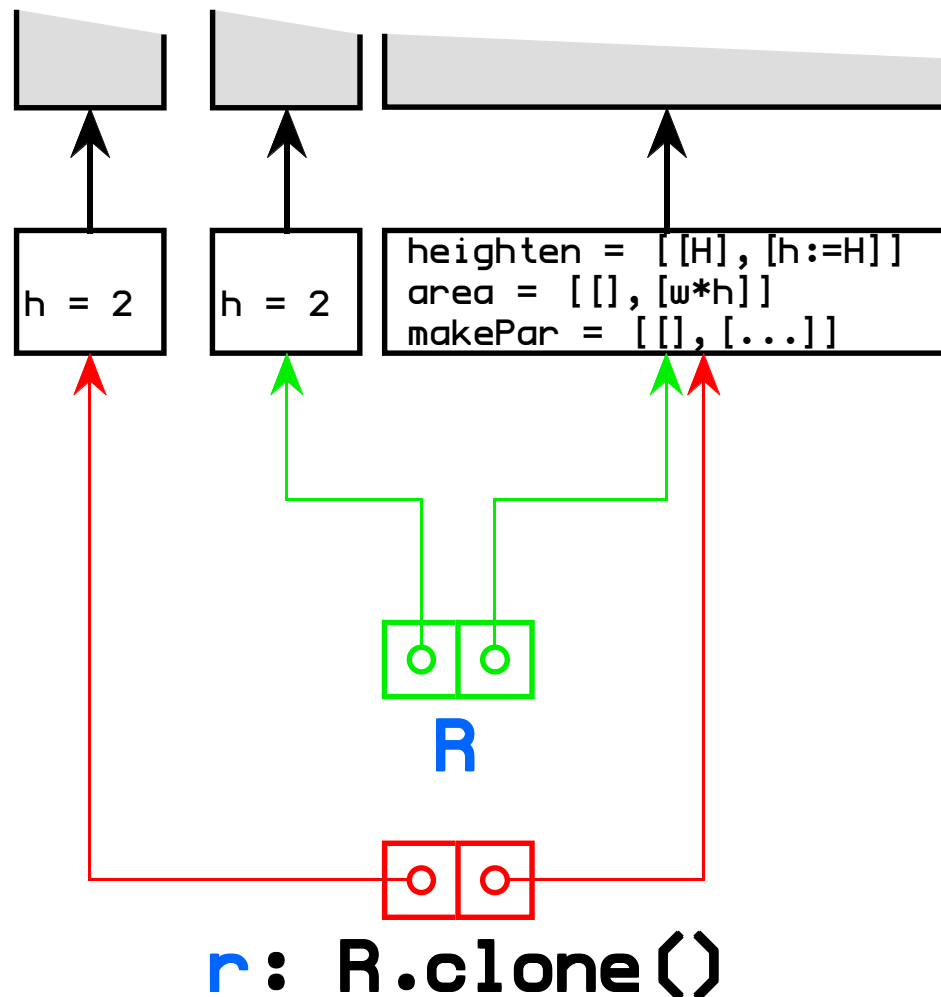 h = 2
h = 2
heighten = [[H],[h:=H]]
area = [[],[w*h]]
makePar = [[],[...]]
R
r: R.clone()